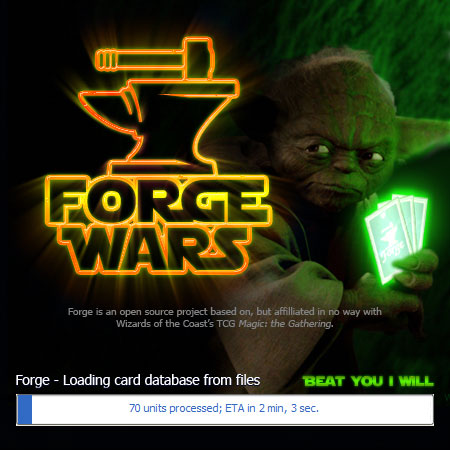 FORGE
WARS
Forge
Forge is an open source project based on, but affilliated in no way with
Wizards of the Coast's TCG Magic: the Gathering.
Forge - Loading card database from files
BEAT YOU I WILL
70 units processed; ETA in 2 min, 3 sec.